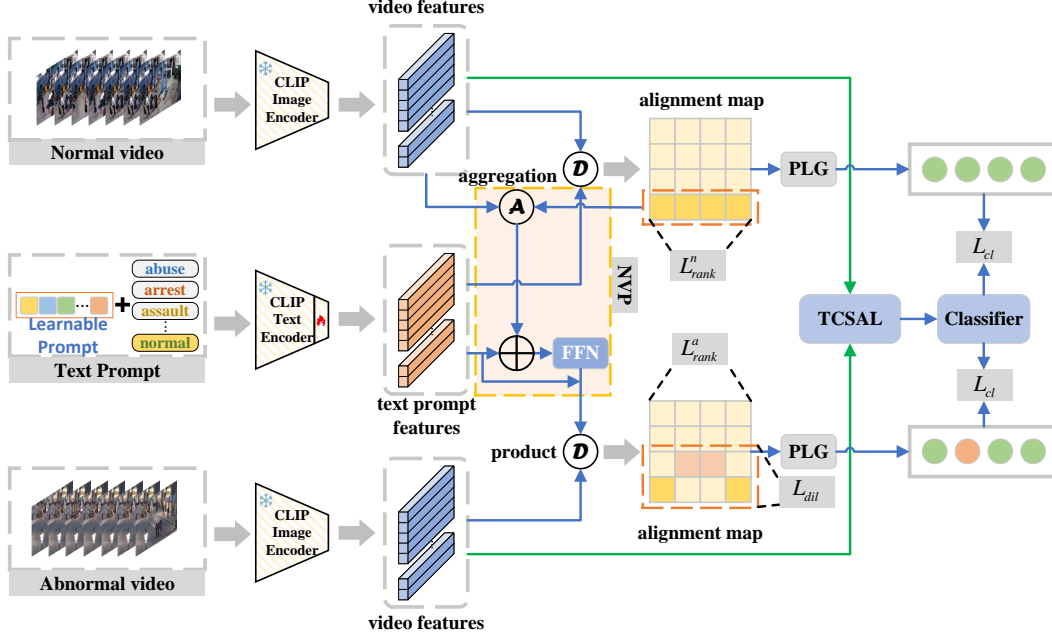 video features
CLIP
Image
Encoder
Normal video
alignment map
PLG
D
aggregation
A
L^n_rank
L_cl
NVP
abuse
arrest
assault
normal
+
Learnable
Prompt
Text Prompt
CLIP
Text
Encoder
FFN
text prompt
features
TCSAL
Classifier
L^a_rank
L_cl
product
D
PLG
L_dil
alignment map
CLIP
Image
Encoder
Abnormal video
video features